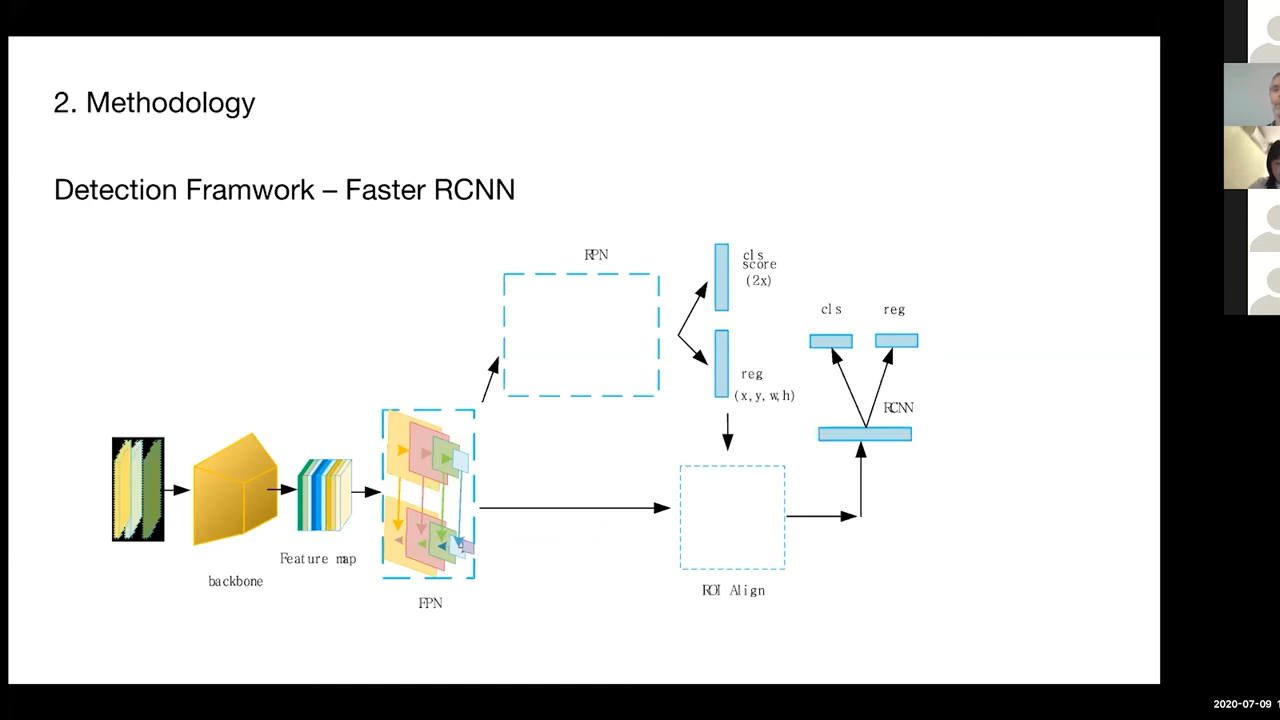 2. Methodology
Detection Framwork – Faster RCNN
RPN
cls
score
(2x)
cls
reg
reg
(x,y,w,h)
RCNN
Feature map
backbone
ROI Align
FPN
2020-07-09